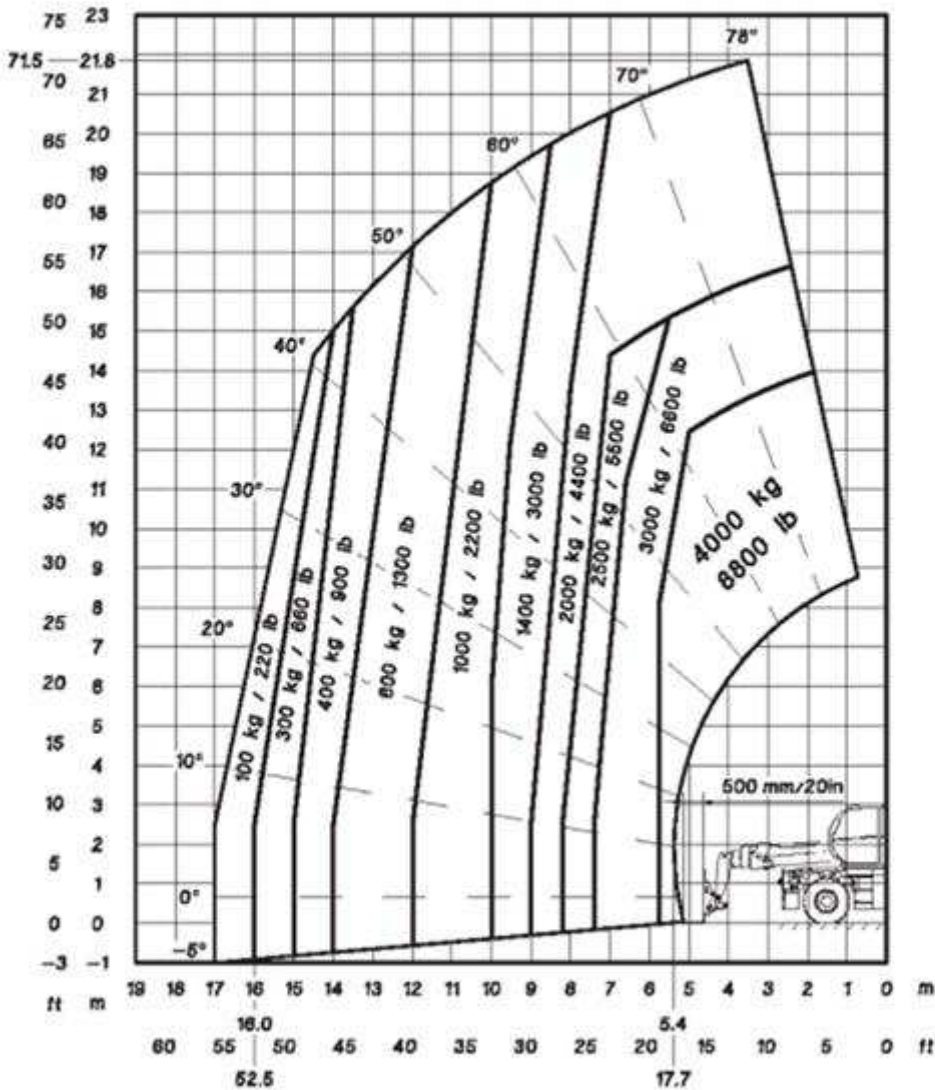 75 23
78°
71.5 21.8
70 70°
21
65 20
60°
19
60 18
50°
55 17
16
50 15
40°
45 14
13
40 12
30° 11
35
10
30 9
20° 8
25
7
20 6
5
15
10° 4
10 3
2
5
1
0 0° 0
-5°
-3 -1
100 kg / 220 lb
300 kg / 660 lb
400 kg / 900 lb
600 kg / 1300 lb
1000 kg / 2200 lb
1400 kg / 3000 lb
2000 kg / 4400 lb
2500 kg / 5500 lb
3000 kg / 6600 lb
4000 kg
8800 lb
500 mm/20in
19 18 17 16 15 14 13 12 11 10 9 8 7 6 5 4 3 2 1 0 m
ft m
16.0 5.4
60 55 50 45 40 35 30 25 20 15 10 5 0 ft
52.5 17.7